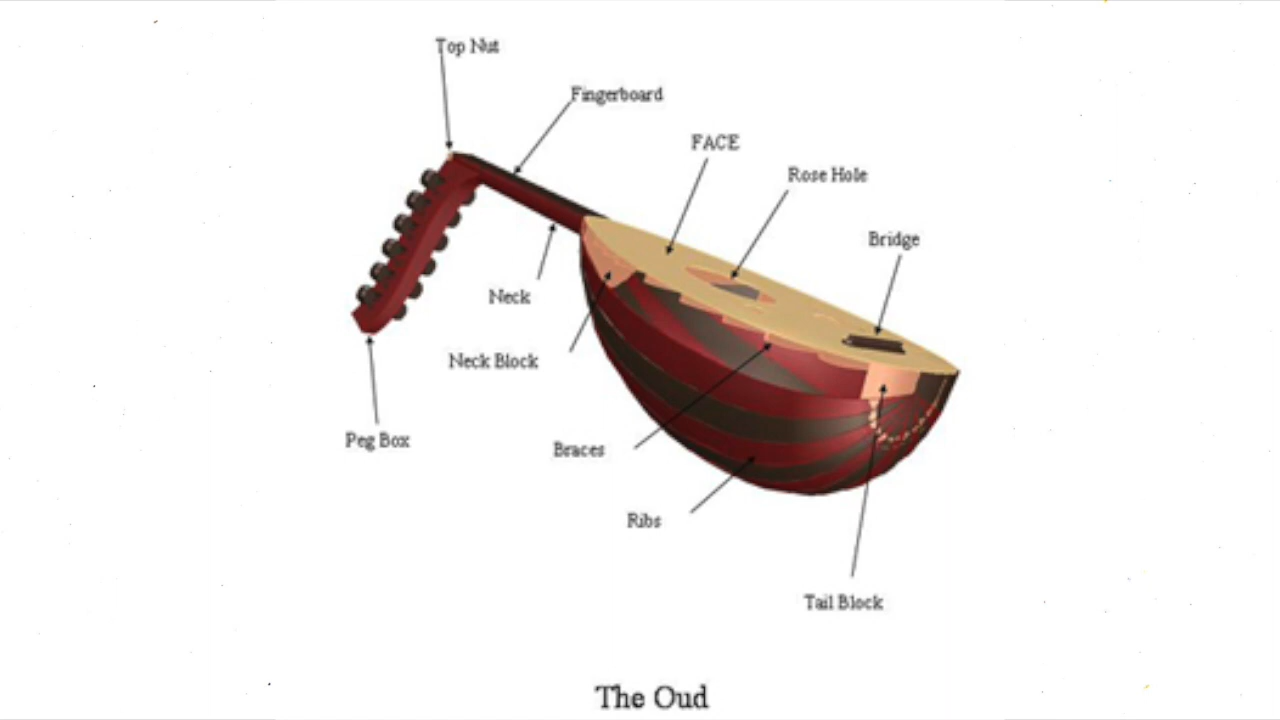 Top Nut
Fingerboard
FACE
Rose Hole
Bridge
Neck
Neck Block
Peg Box
Braces
Ribs
Tail Block
The Oud